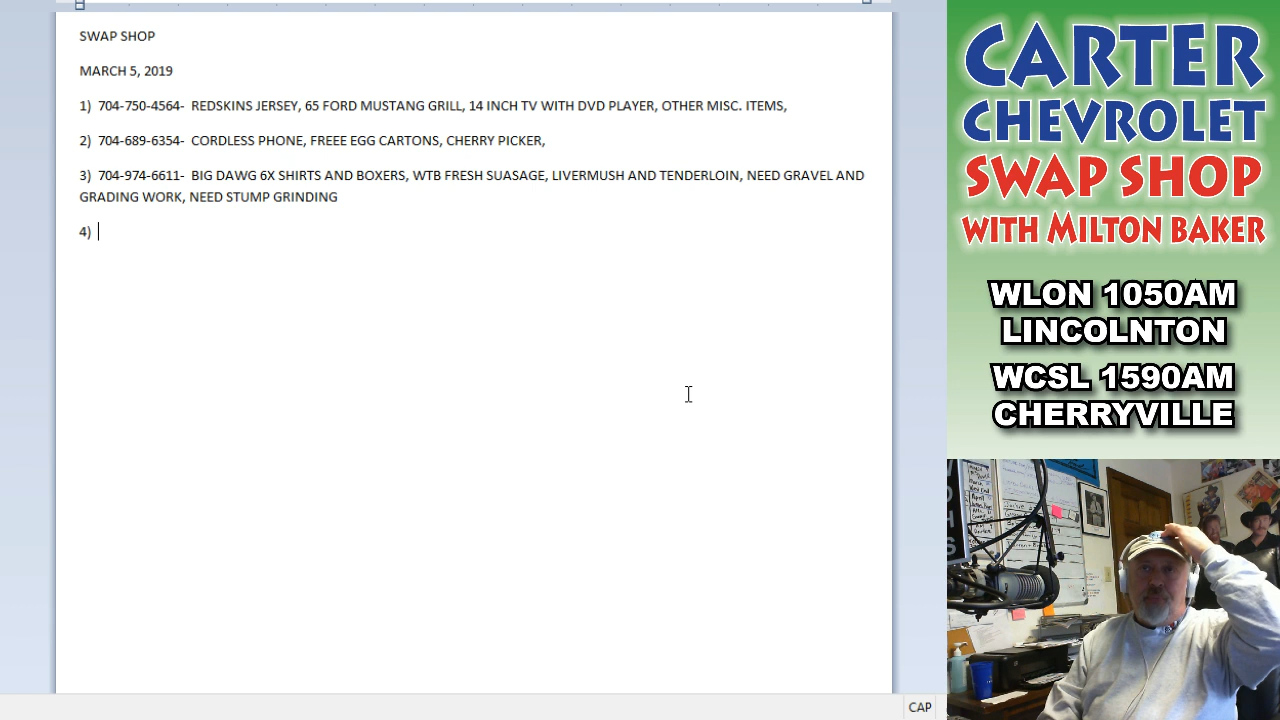 SWAP SHOP
MARCH 5, 2019
1) 704-750-4564- REDSKINS JERSEY, 65 FORD MUSTANG GRILL, 14 INCH TV WITH DVD PLAYER, OTHER MISC. ITEMS,
2) 704-689-6354- CORDLESS PHONE, FREEE EGG CARTONS, CHERRY PICKER,
3) 704-974-6611- BIG DAWG 6X SHIRTS AND BOXERS, WTB FRESH SUASAGE, LIVERMUSH AND TENDERLOIN, NEED GRAVEL AND
GRADING WORK, NEED STUMP GRINDING
4)
CAP
CARTER
CHEVROLET
SWAP SHOP
WITH MILTON BAKER
WLON 1050AM
LINCOLNTON
WCSL 1590AM
CHERRYVILLE